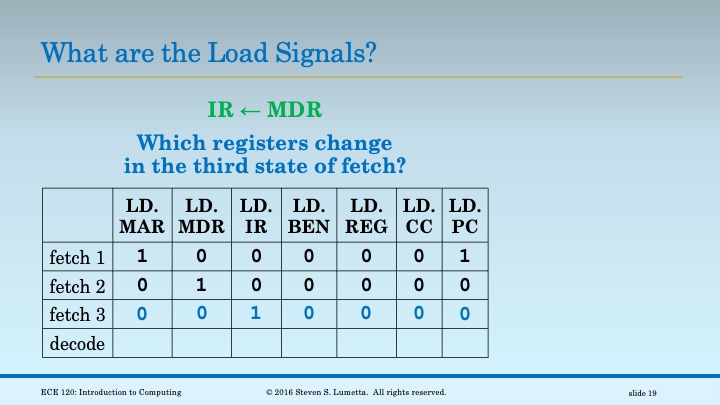 What are the Load Signals?
IR ← MDR
Which registers change
in the third state of fetch?
LD. LD. LD. LD. LD. LD. LD.
MAR MDR IR BEN REG CC PC
fetch 1 1 0 0 0 0 0 1
fetch 2 0 1 0 0 0 0 0
fetch 3 0 0 1 0 0 0 0
decode
ECE 120: Introduction to Computing © 2016 Steven S. Lumetta. All rights reserved. slide 19